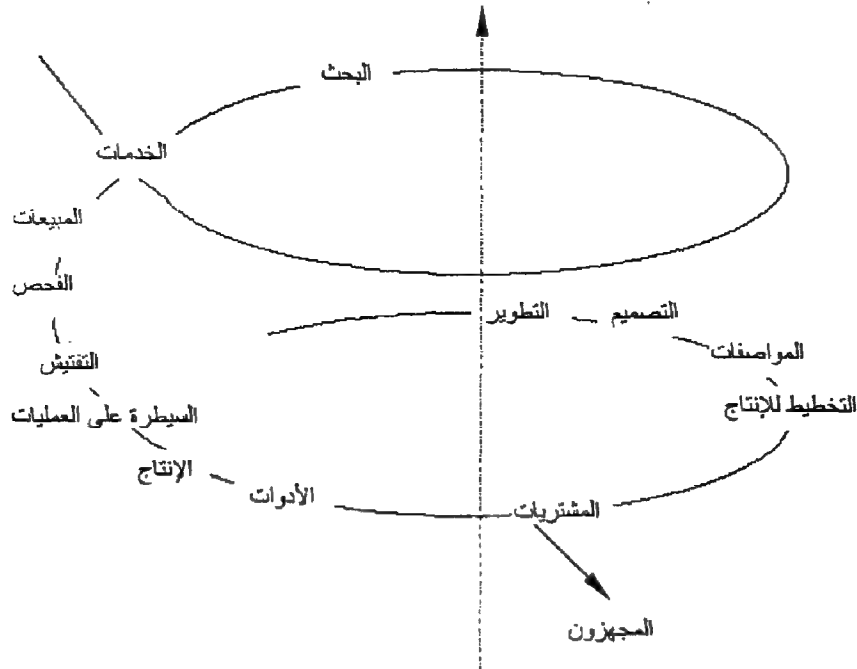 البحث
الخدمات
المبيعات
الفحص
التطوير
التصميم
المواصفات
التفتيش
التخطيط للإنتاج
السيطرة على العمليات
الإنتاج
الأدوات
المشتريات
المجهزون